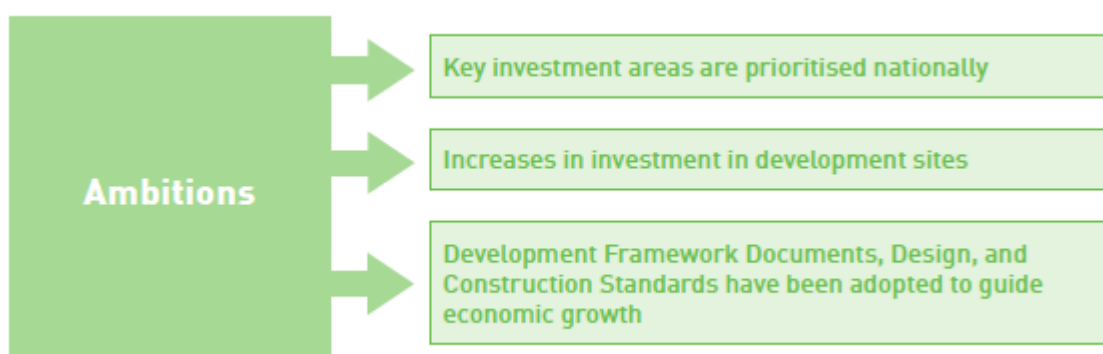 Ambitions
Key investment areas are prioritised nationally
Increases in investment in development sites
Development Framework Documents, Design, and
Construction Standards have been adopted to guide
economic growth